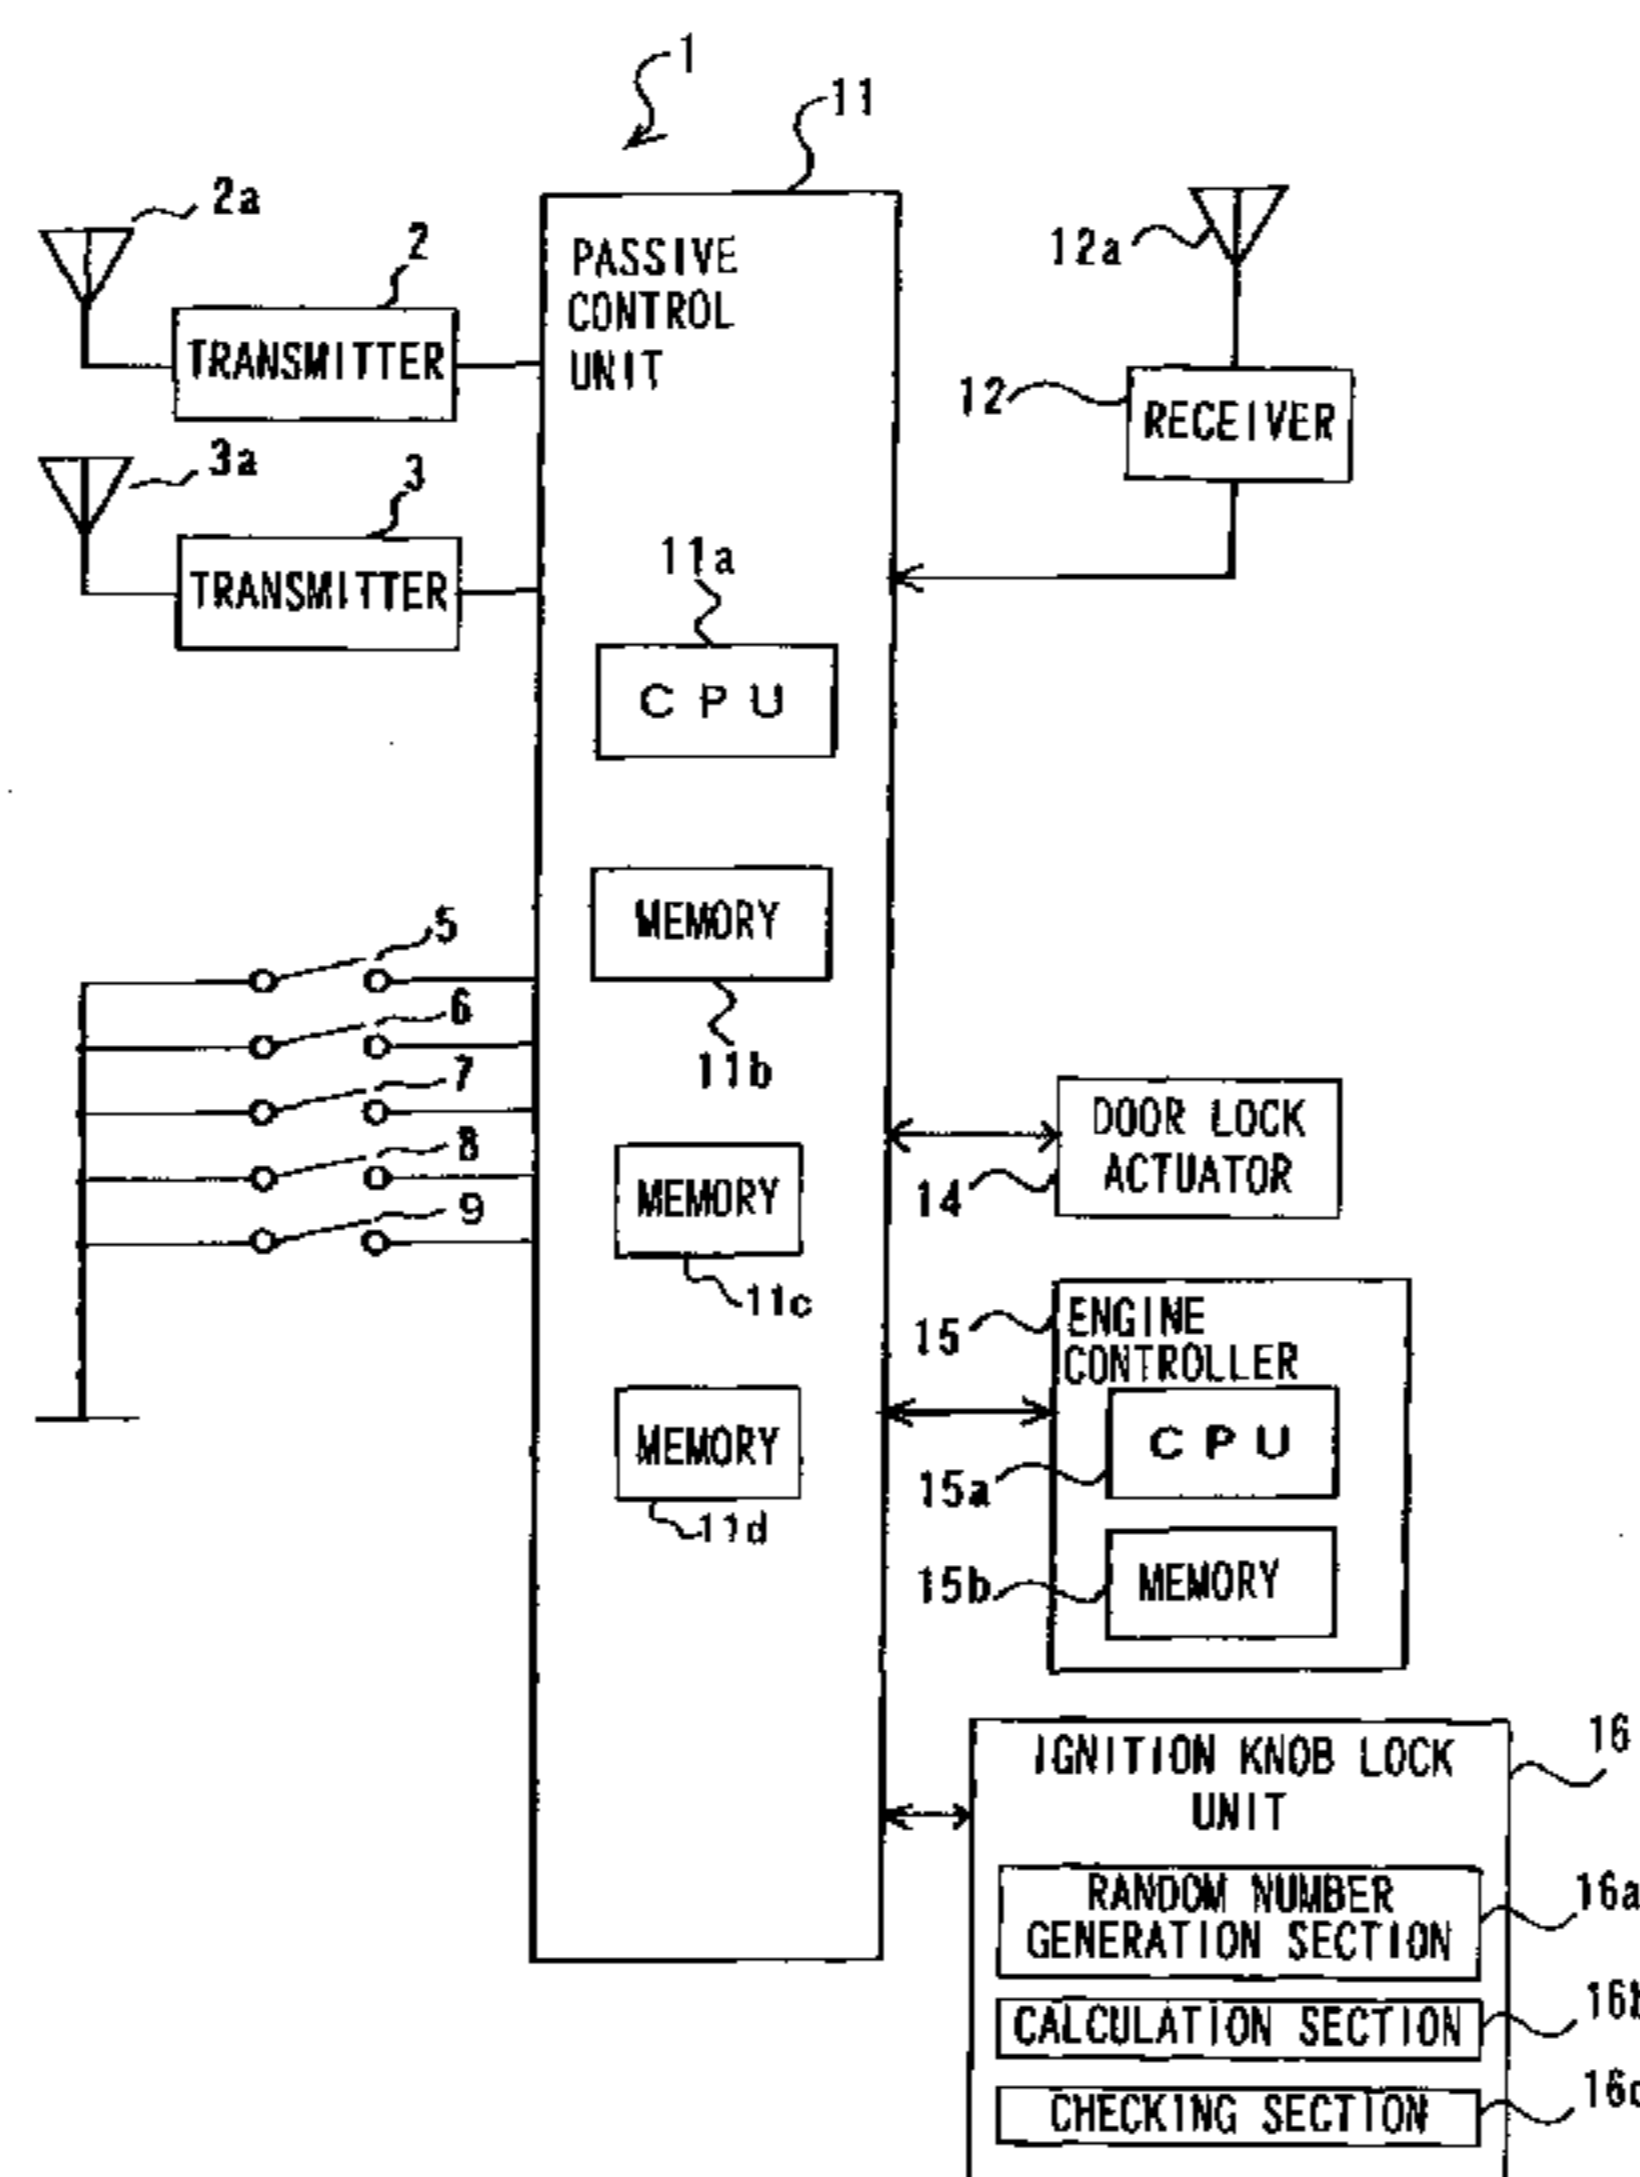 1
11
2a
2
PASSIVE
CONTROL
UNIT
12a
TRANSMITTER
12
RECEIVER
3a
3
TRANSMITTER
11a
CPU
5
MEMORY
6
7
11b
8
9
DOOR LOCK
ACTUATOR
14
MEMORY
11c
15
ENGINE
CONTROLLER
MEMORY
CPU
15a
11d
15b
MEMORY
16
IGNITION KNOB LOCK
UNIT
RANDOM NUMBER
GENERATION SECTION
16a
CALCULATION SECTION
CHECKING SECTION